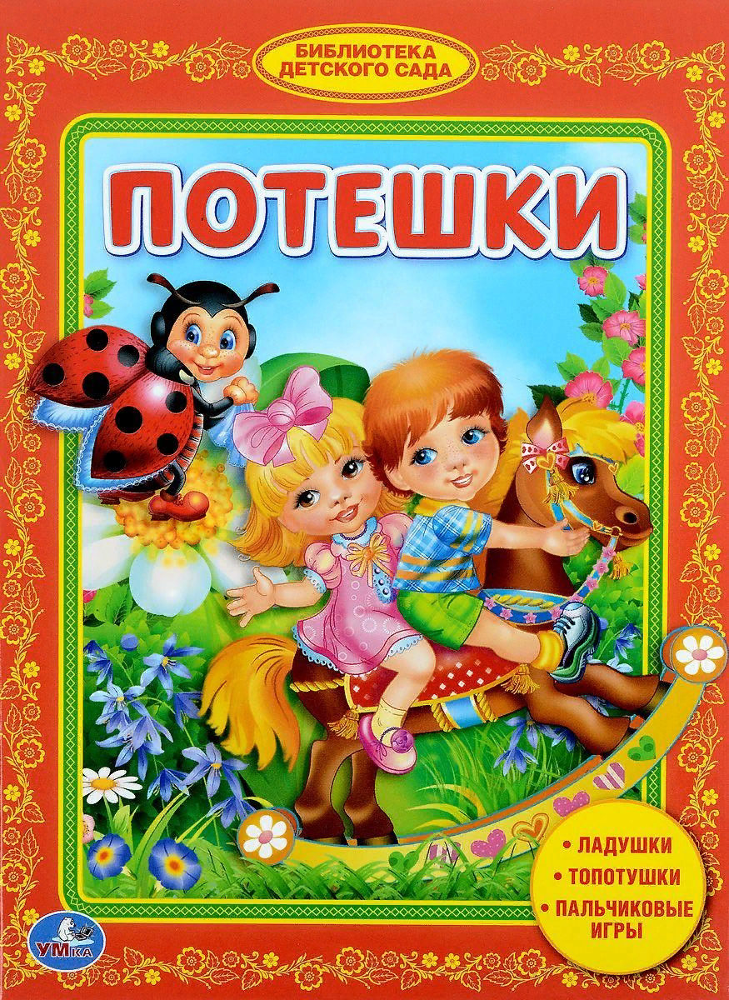 БИБЛИОТЕКА
ДЕТСКОГО САДА
ПОТЕШКИ
• ЛАДУШКИ
• ТОПОТУШКИ
• ПАЛЬЧИКОВЫЕ
ИГРЫ
УМКА